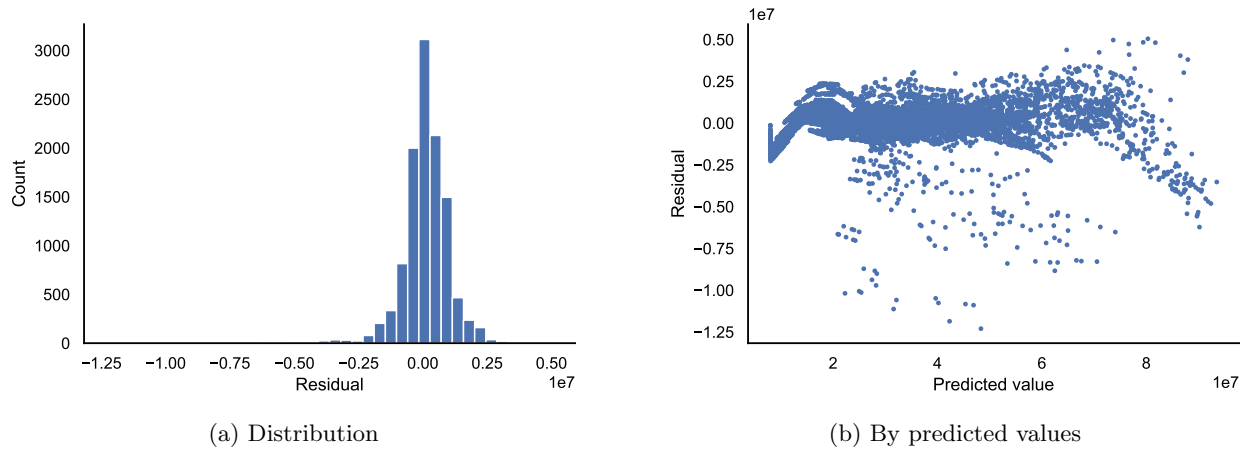 3000
2500
2000
1500
1000
500
0
Count
−1.25 −1.00 −0.75 −0.50 −0.25 0.00 0.25 0.50
Residual
1e7
(a) Distribution
1e7
0.50
0.25
0.00
−0.25
−0.50
−0.75
−1.00
−1.25
Residual
2 4 6 8
Predicted value
1e7
(b) By predicted values